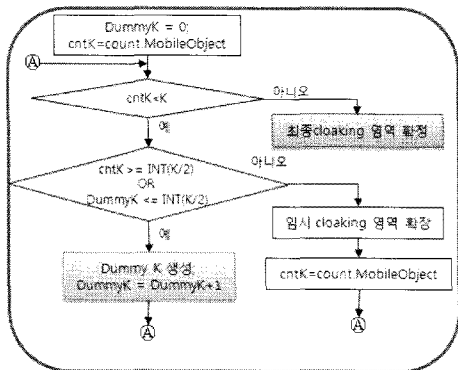 DummyK = 0;
cntK=count.MobileObject
Ⓐ
cntK<K
아니오
최종cloaking 영역 확정
예
cntK >= INT(K/2)
OR
DummyK <= INT(K/2)
아니오
임시 cloaking 영역 확장
예
Dummy K 생성
DummyK = DummyK+1
cntK=count.MobileObject
Ⓐ
Ⓐ